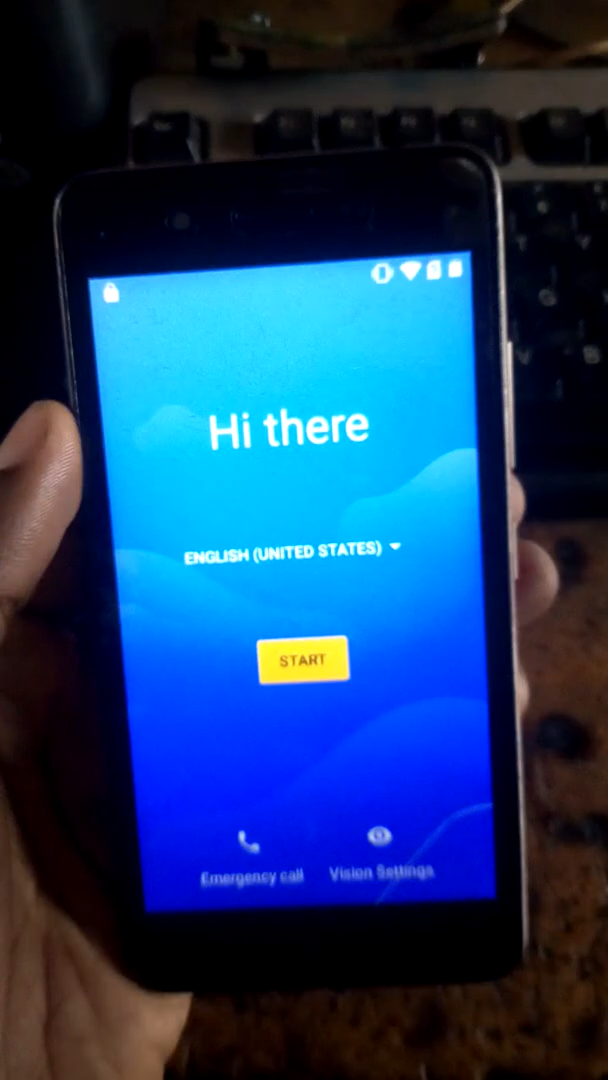 Hi there
ENGLISH (UNITED STATES)
START
Emergency call
Vision Settings